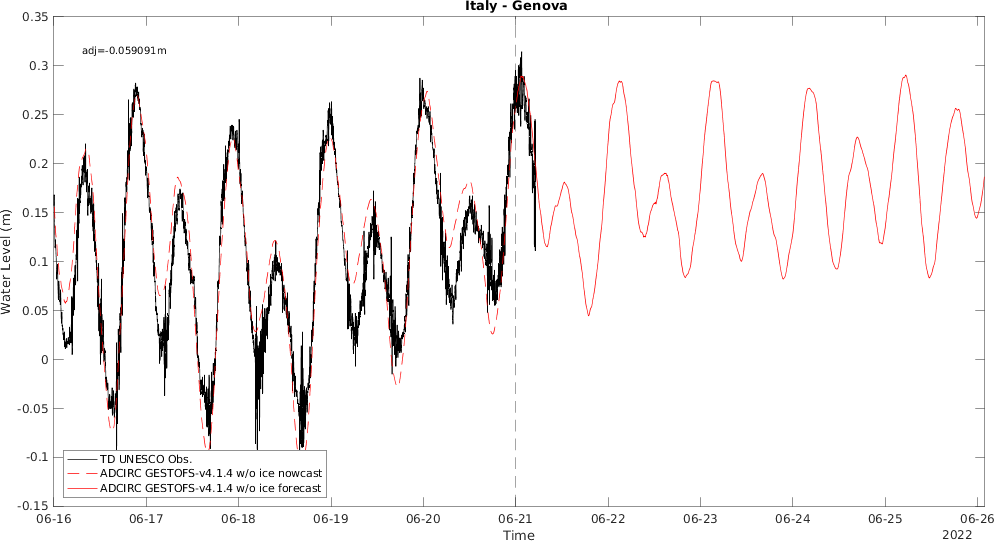 Italy - Genova
adj=-0.059091m
0.35
0.3
0.25
0.2
0.15
0.1
0.05
0
-0.05
-0.1
-0.15
Water Level (m)
TD UNESCO Obs.
ADCIRC GESTOFS-v4.1.4 w/o ice nowcast
ADCIRC GESTOFS-v4.1.4 w/o ice forecast
06-16 06-17 06-18 06-19 06-20 06-21 06-22 06-23 06-24 06-25 06-26
Time
2022